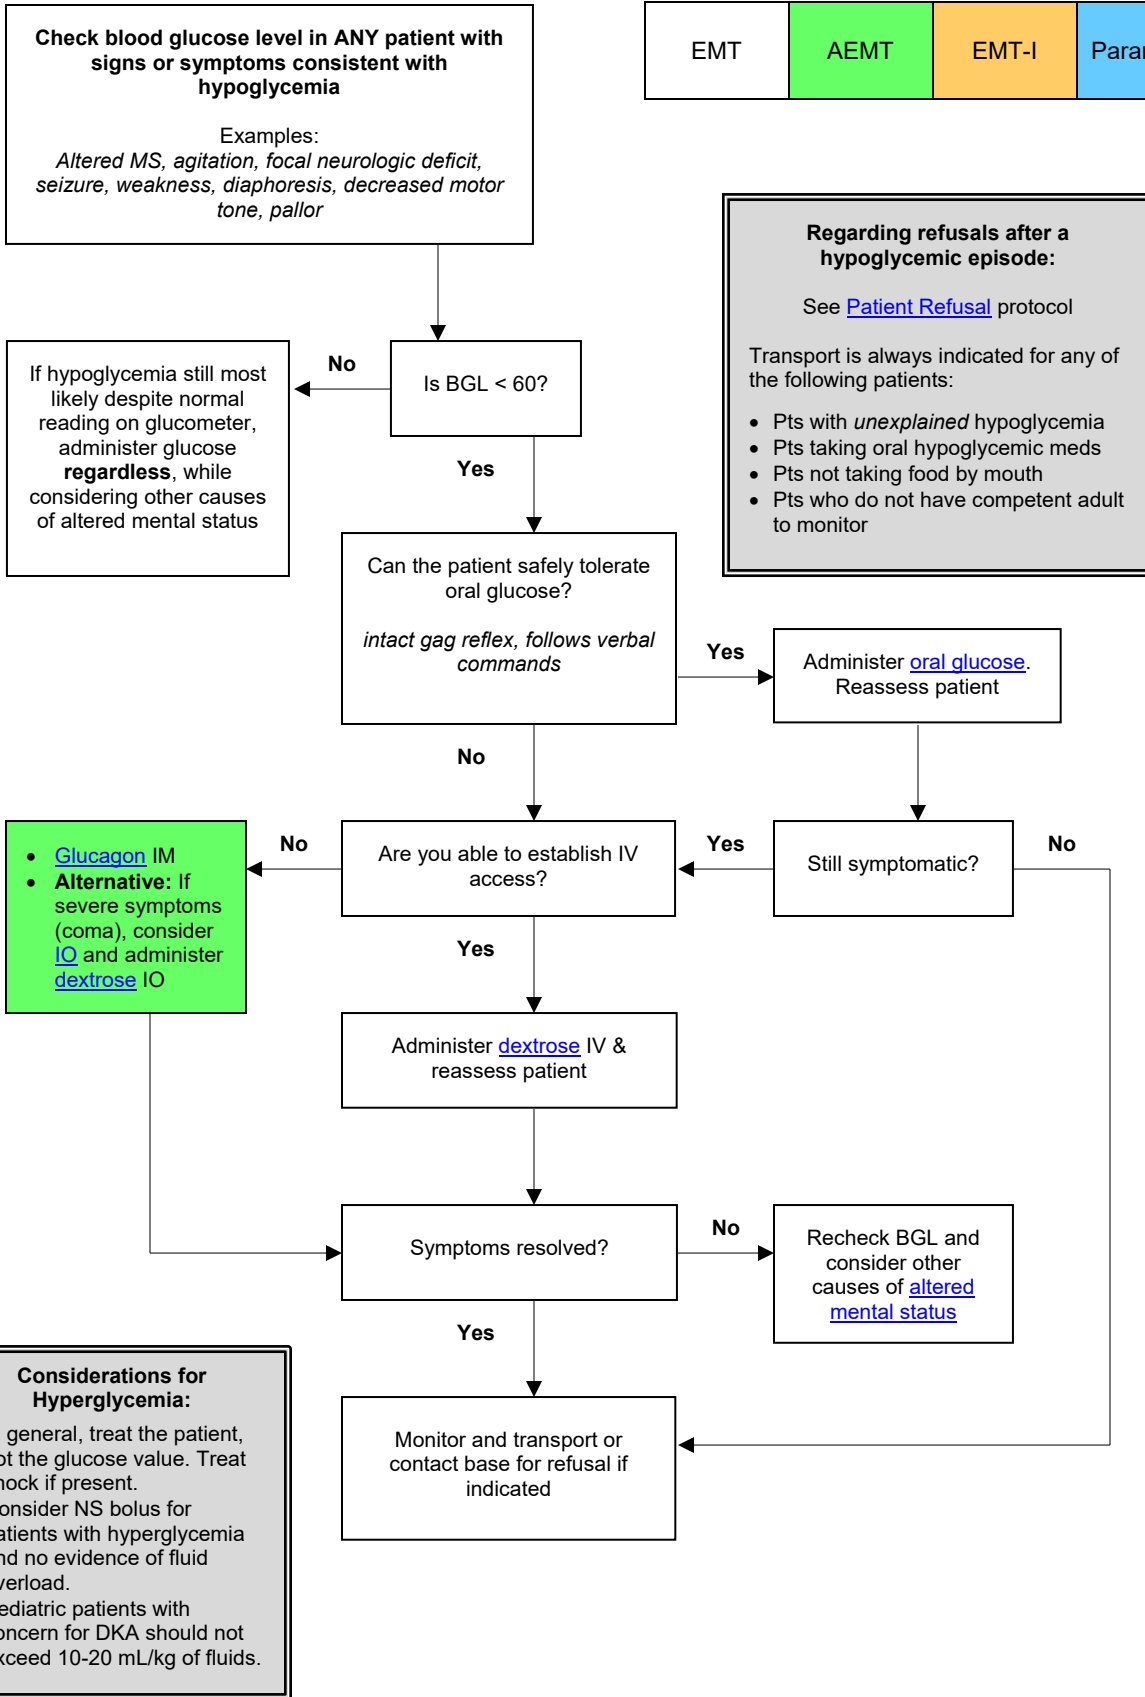 Check blood glucose level in ANY patient with
signs or symptoms consistent with
hypoglycemia
Examples:
Altered MS, agitation, focal neurologic deficit,
seizure, weakness, diaphoresis, decreased motor
tone, pallor
EMT
AEMT
EMT-I
Regarding refusals after a
hypoglycemic episode:
See Patient Refusal protocol
Transport is always indicated for any of
the following patients:
• Pts with unexplained hypoglycemia
• Pts taking oral hypoglycemic meds
• Pts not taking food by mouth
• Pts who do not have competent adult
to monitor
Is BGL < 60?
No
If hypoglycemia still most
likely despite normal
reading on glucometer,
administer glucose
regardless, while
considering other causes
of altered mental status
Yes
Can the patient safely tolerate
oral glucose?
intact gag reflex, follows verbal
commands
Yes
Administer oral glucose.
Reassess patient
No
Still symptomatic?
Yes
No
Are you able to establish IV
access?
No
• Glucagon IM
• Alternative: If
severe symptoms
(coma), consider
IO and administer
dextrose IO
Yes
Administer dextrose IV &
reassess patient
Symptoms resolved?
No
Recheck BGL and
consider other
causes of altered
mental status
Yes
Monitor and transport or
contact base for refusal if
indicated
Considerations for
Hyperglycemia:
general, treat the patient,
the glucose value. Treat
if present.
NS bolus for
with hyperglycemia
no evidence of fluid
patients with
for DKA should not
10-20 mL/kg of fluids.